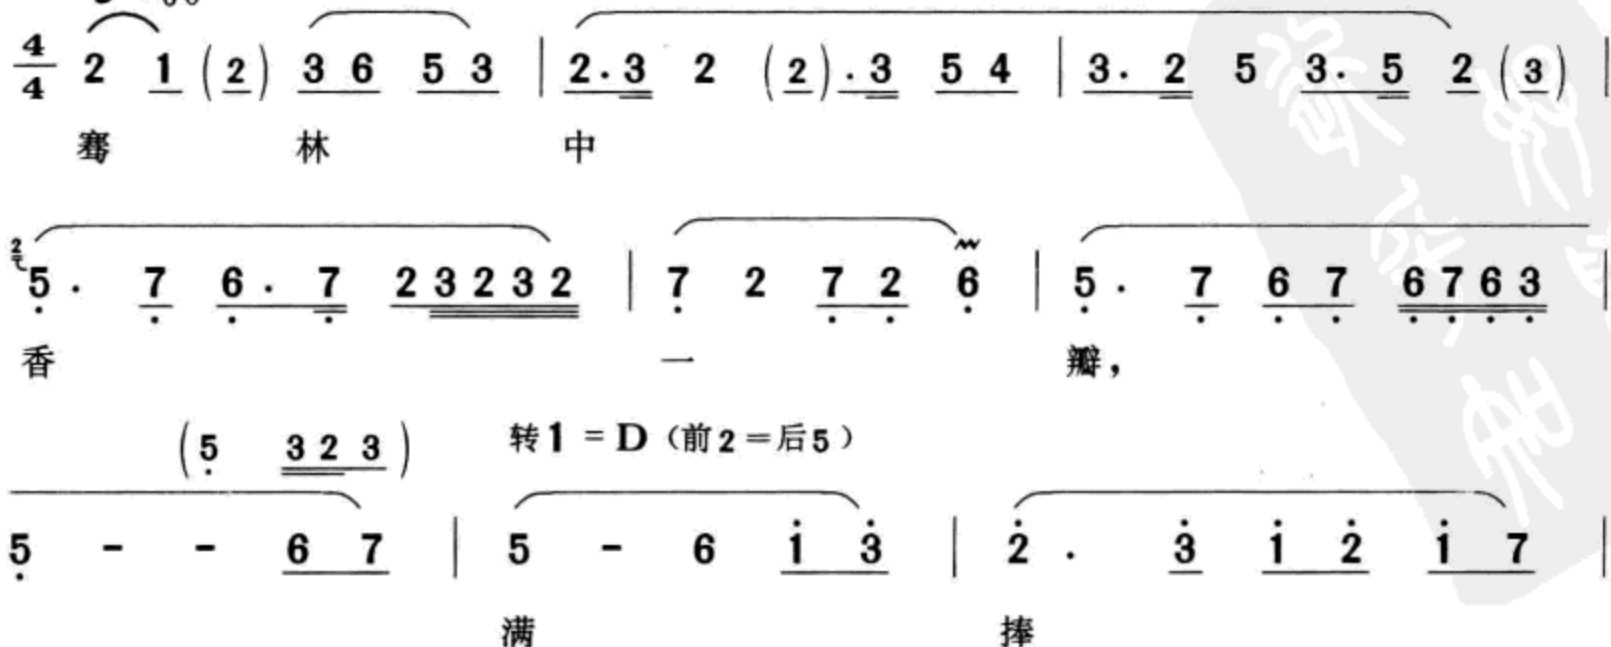 4/4 2 1 (2) 3 6 5 3 | 2·3 2 (2)·3 5 4 | 3· 2 5 3· 5 2 (3) |
骞林中
2 5· 7 6· 7 2 3 2 3 2 | 7 2 7 2 6 | 5· 7 6 7 6 7 6 3 |
香一瓣，
(5 3 2 3) 转1=D（前2=后5）
5 - - 6 7 | 5 - 6 1 3 | 2· 3 1 2 1 7 |
满捧